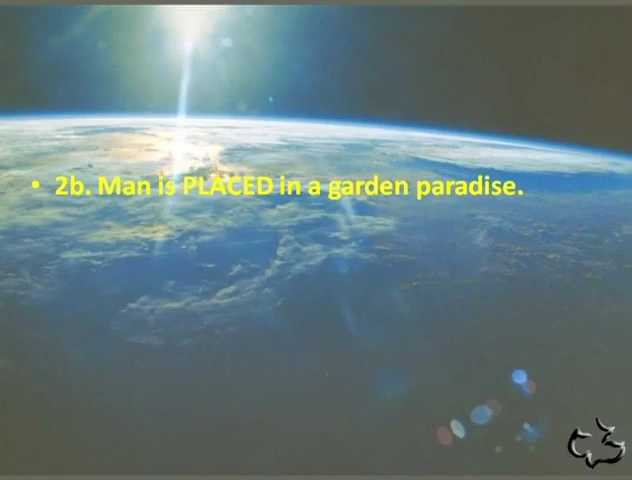 • 2b. Man is PLACED in a garden paradise.